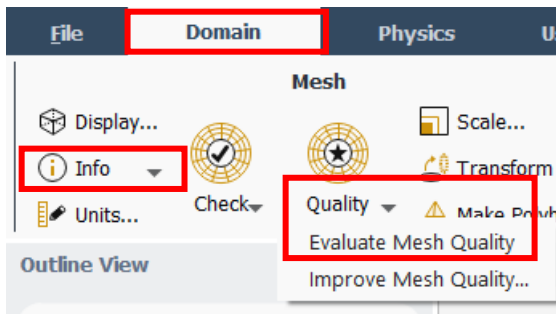 File Domain Physics U
Mesh
Display...
Info
Units...
Check
Quality
Scale...
Transform
Make Polyh
Evaluate Mesh Quality
Improve Mesh Quality...
Outline View